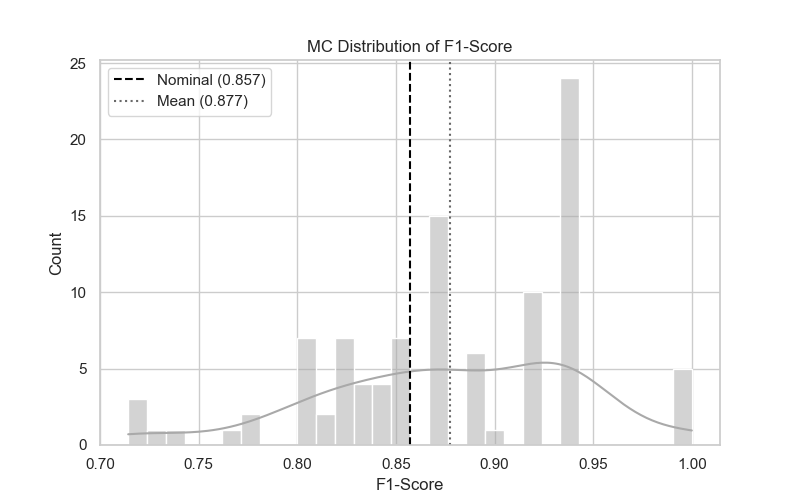 MC Distribution of F1-Score
Nominal (0.857)
Mean (0.877)
Count
25
20
15
10
5
0
0.70 0.75 0.80 0.85 0.90 0.95 1.00
F1-Score